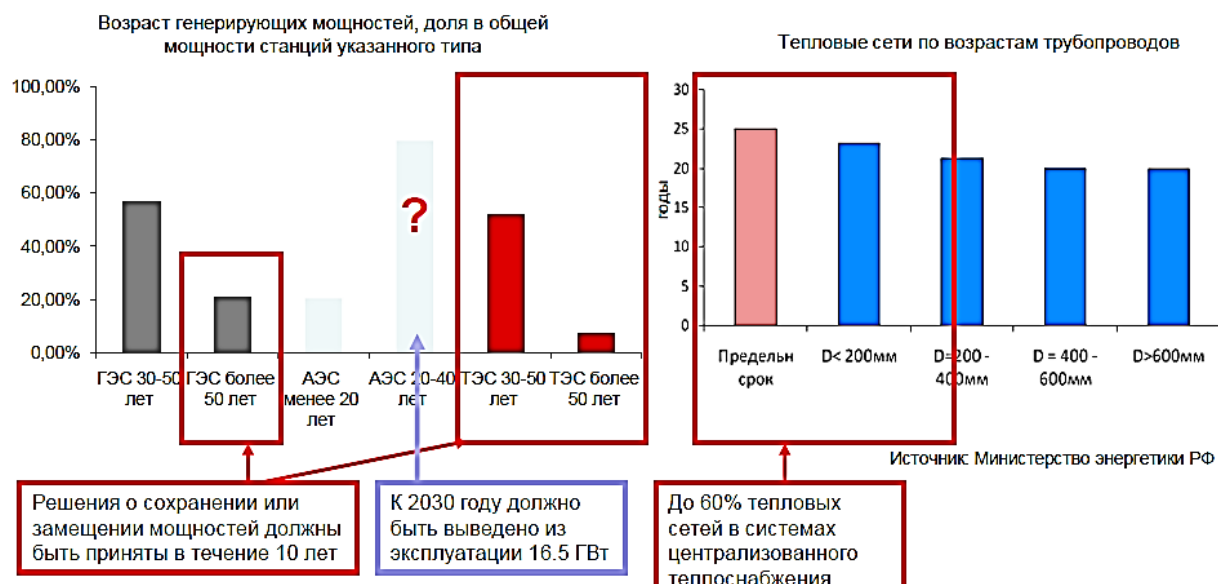 Возраст генерирующих мощностей, доля в общей
мощности станций указанного типа
100,00%
80,00%
60,00%
40,00%
20,00%
0,00%
?
ГЭС 30-50
лет
ГЭС более
50 лет
АЭС
менее 20
лет
АЭС 20-40
лет
ТЭС 30-50
лет
ТЭС более
50 лет
Решения о сохранении или
замещении мощностей должны
быть приняты в течение 10 лет
К 2030 году должно
быть выведено из
эксплуатации 16.5 ГВт
Тепловые сети по возрастам трубопроводов
годы
30
25
20
15
10
5
0
Предельн
срок
D< 200мм
D=200 -
400мм
D = 400 -
600мм
D>600мм
Источник: Министерство энергетики РФ
До 60% тепловых
сетей в системах
централизованного
теплоснабжения